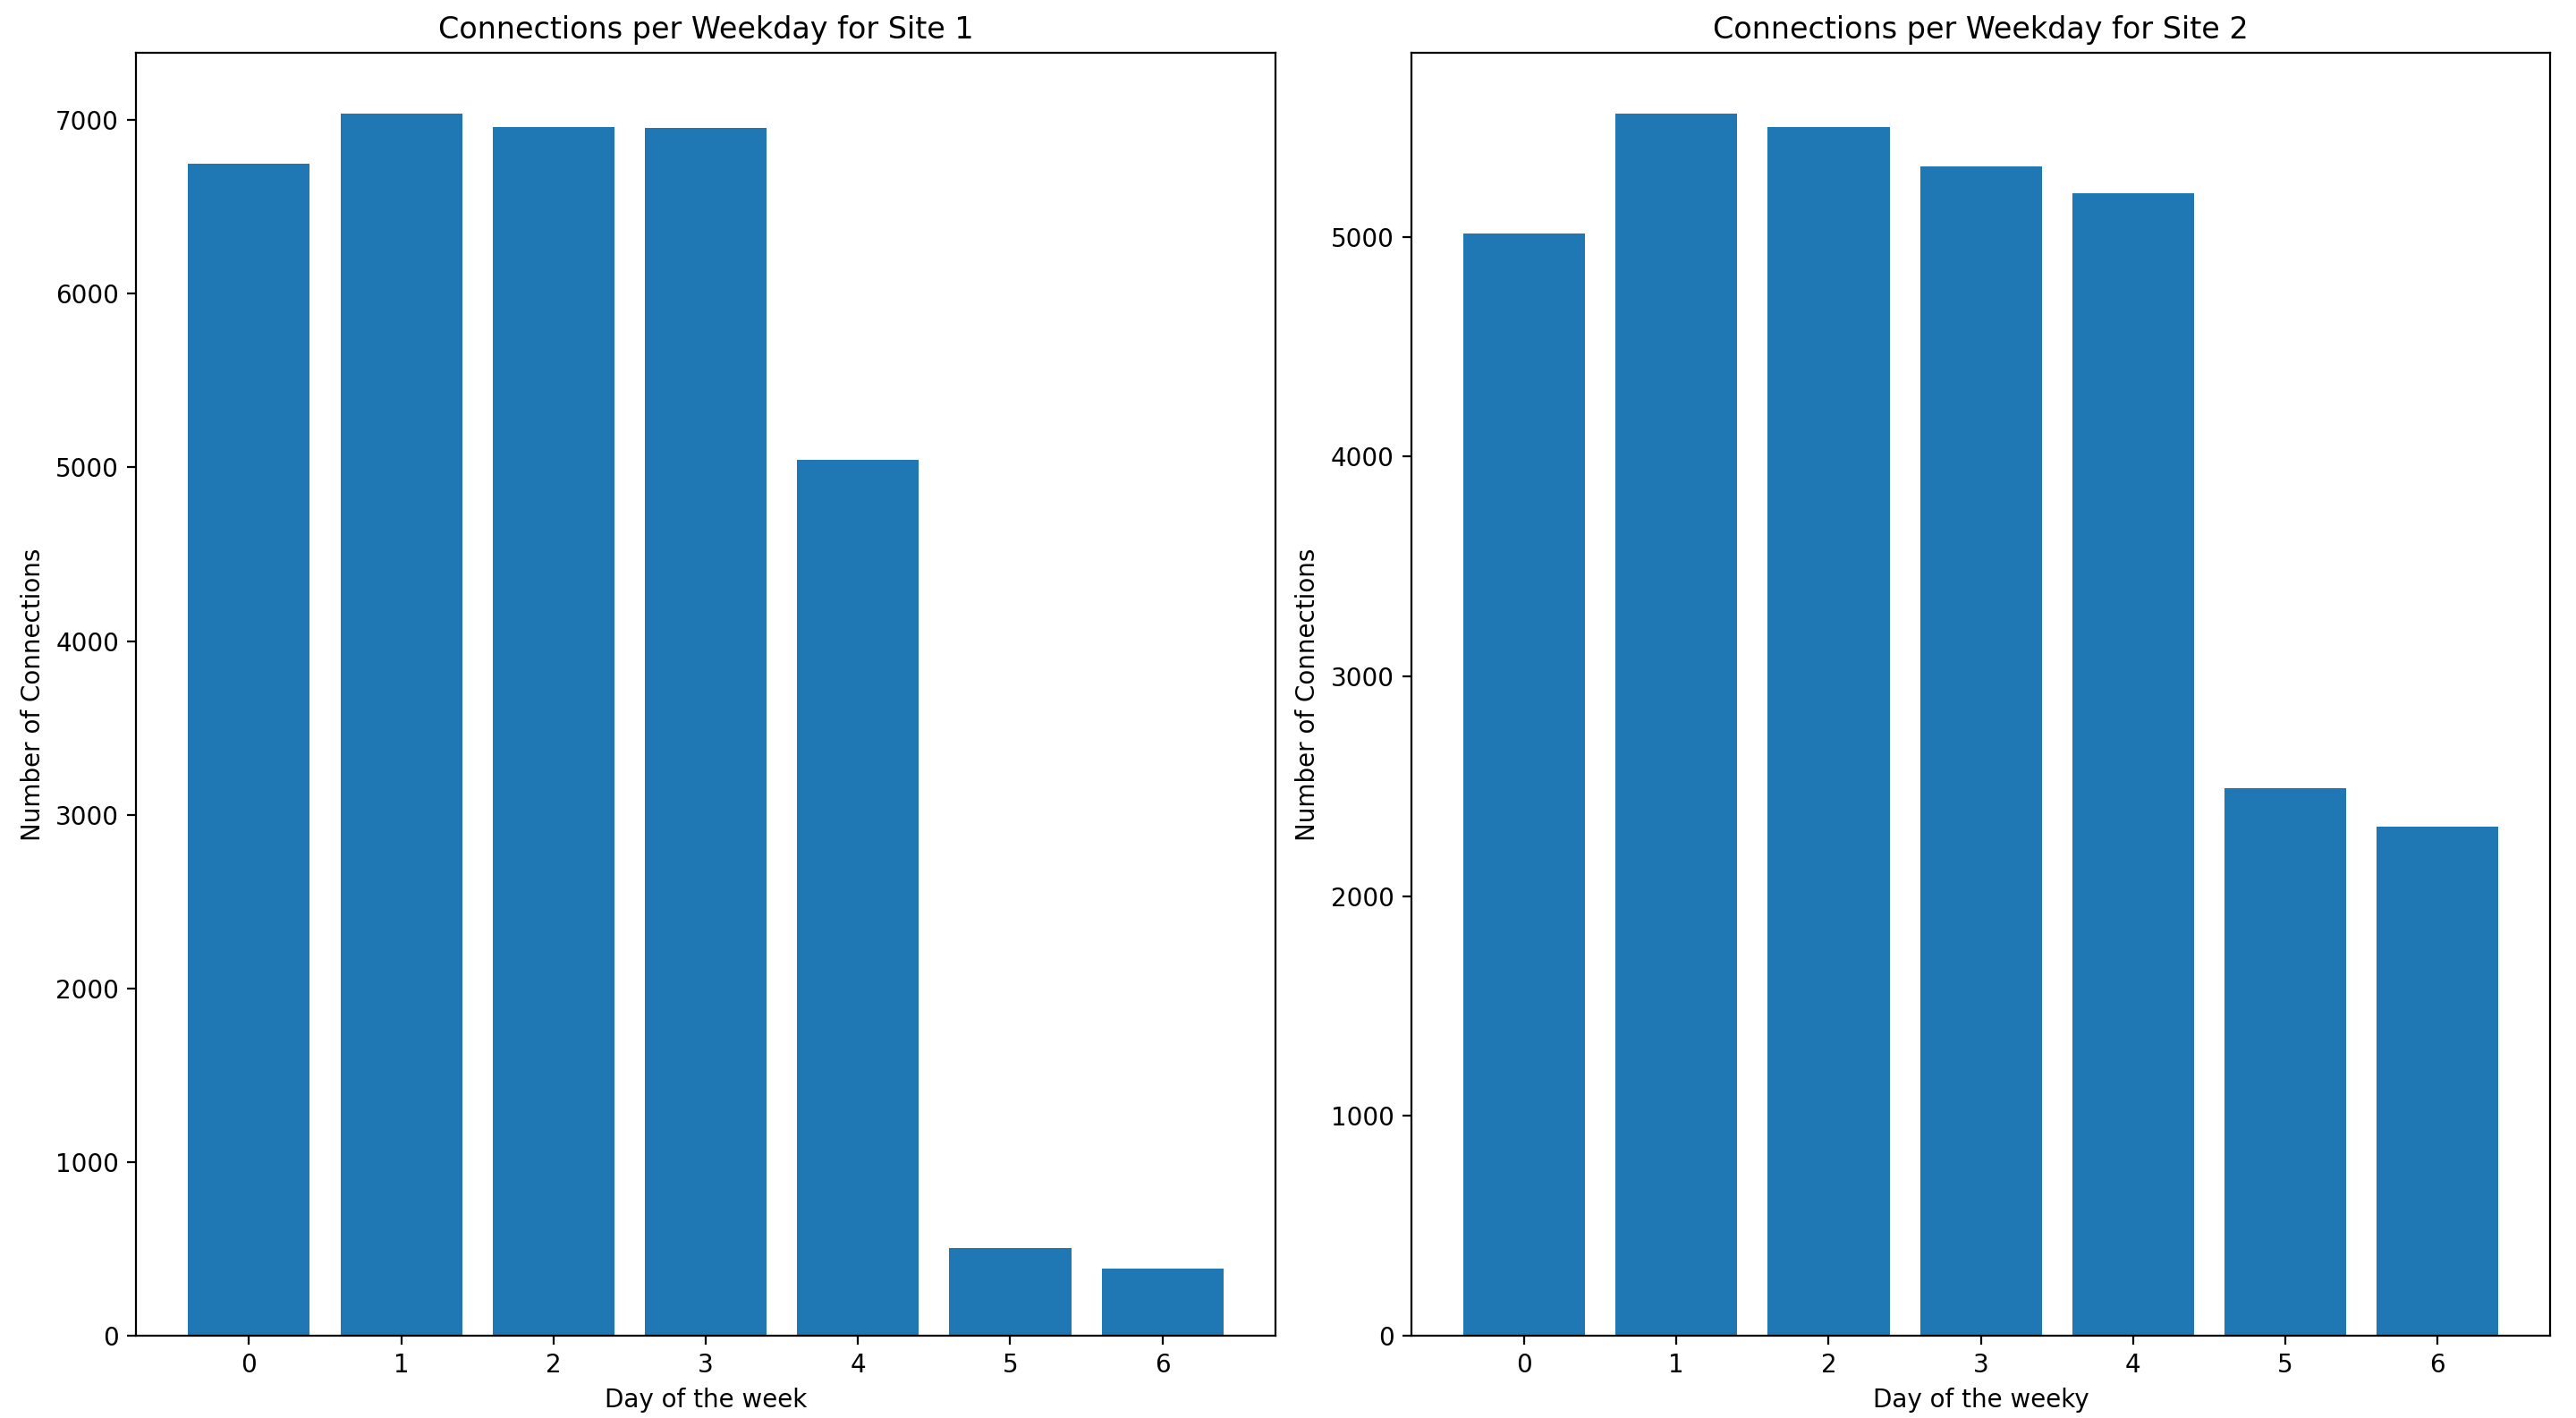 Connections per Weekday for Site 1
7000
6000
5000
4000
3000
2000
1000
0
Number of Connections
0 1 2 3 4 5 6
Day of the week
Connections per Weekday for Site 2
5000
4000
3000
2000
1000
0
Number of Connections
0 1 2 3 4 5 6
Day of the weeky